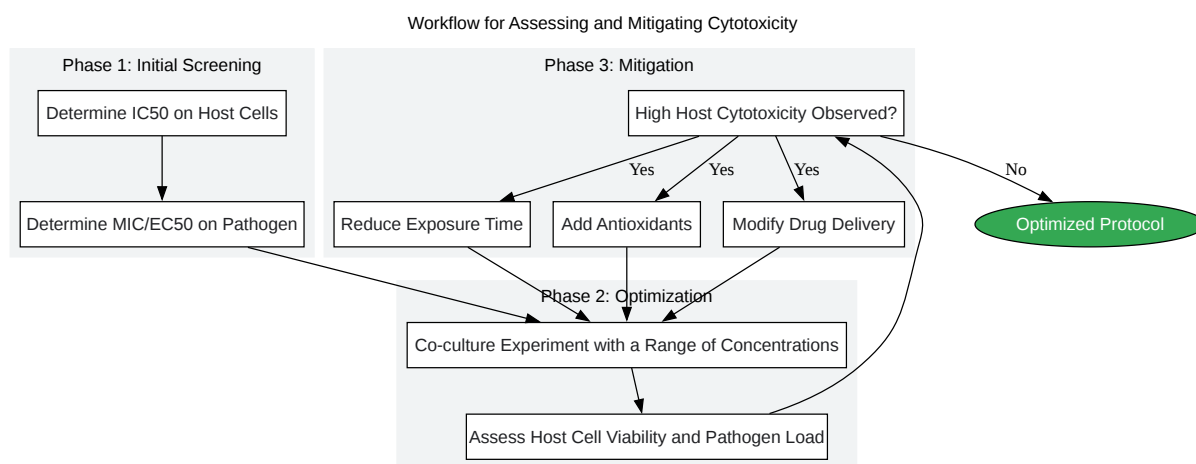 Workflow for Assessing and Mitigating Cytotoxicity
Phase 1: Initial Screening
Phase 3: Mitigation
Determine IC50 on Host Cells
High Host Cytotoxicity Observed?
Yes
Yes
Yes
No
Determine MIC/EC50 on Pathogen
Reduce Exposure Time
Add Antioxidants
Modify Drug Delivery
Optimized Protocol
Phase 2: Optimization
Co-culture Experiment with a Range of Concentrations
Assess Host Cell Viability and Pathogen Load